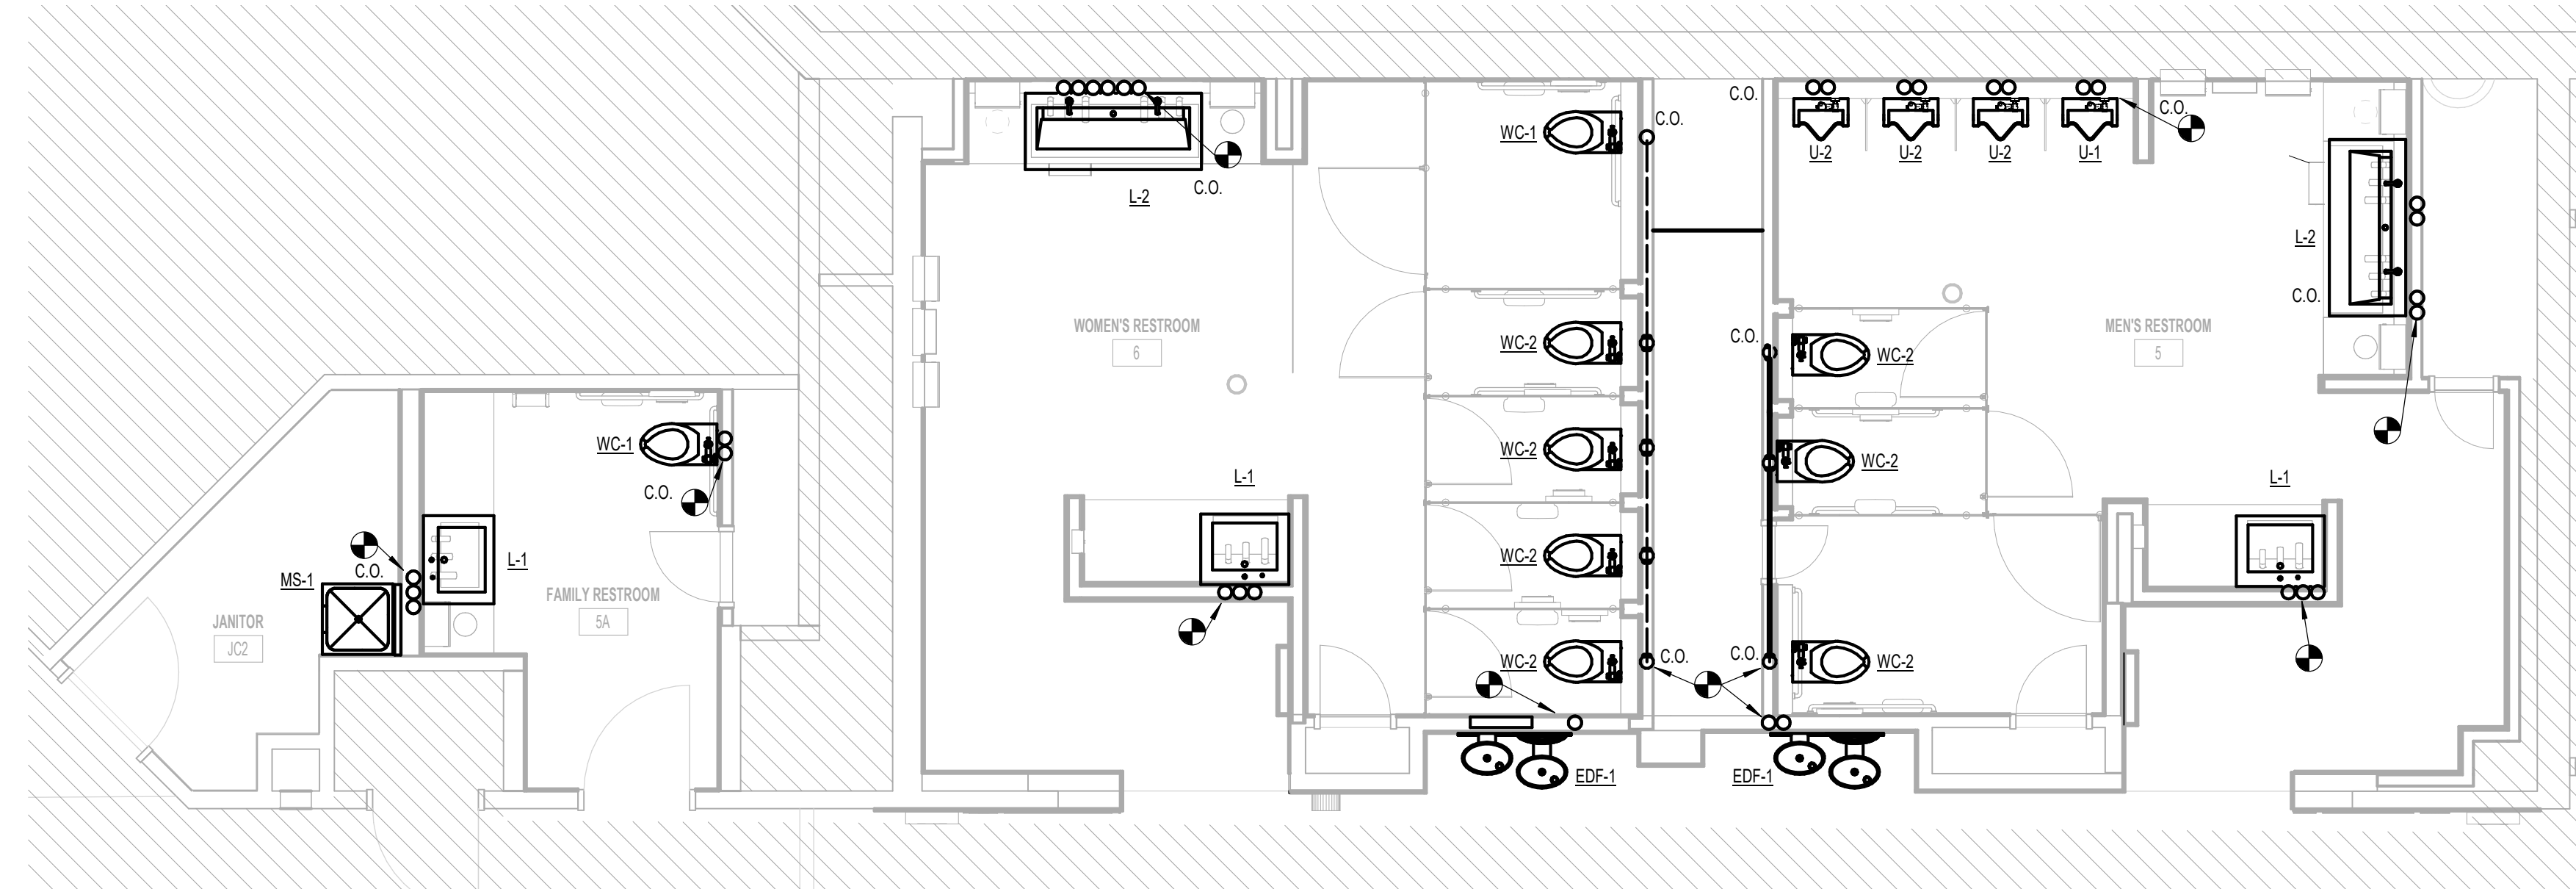 C.O.
C.O.
C.O.
WC-1
U-2
U-2
U-2
U-1
C.O.
L-2
L-2
C.O.
WOMEN'S RESTROOM
6
MEN'S RESTROOM
5
C.O.
WC-2
C.O.
WC-2
WC-1
WC-2
WC-2
L-1
L-1
C.O.
WC-2
L-1
C.O.
MS-1
FAMILY RESTROOM
5A
JANITOR
JC2
WC-2
C.O.
C.O.
WC-2
EDF-1
EDF-1